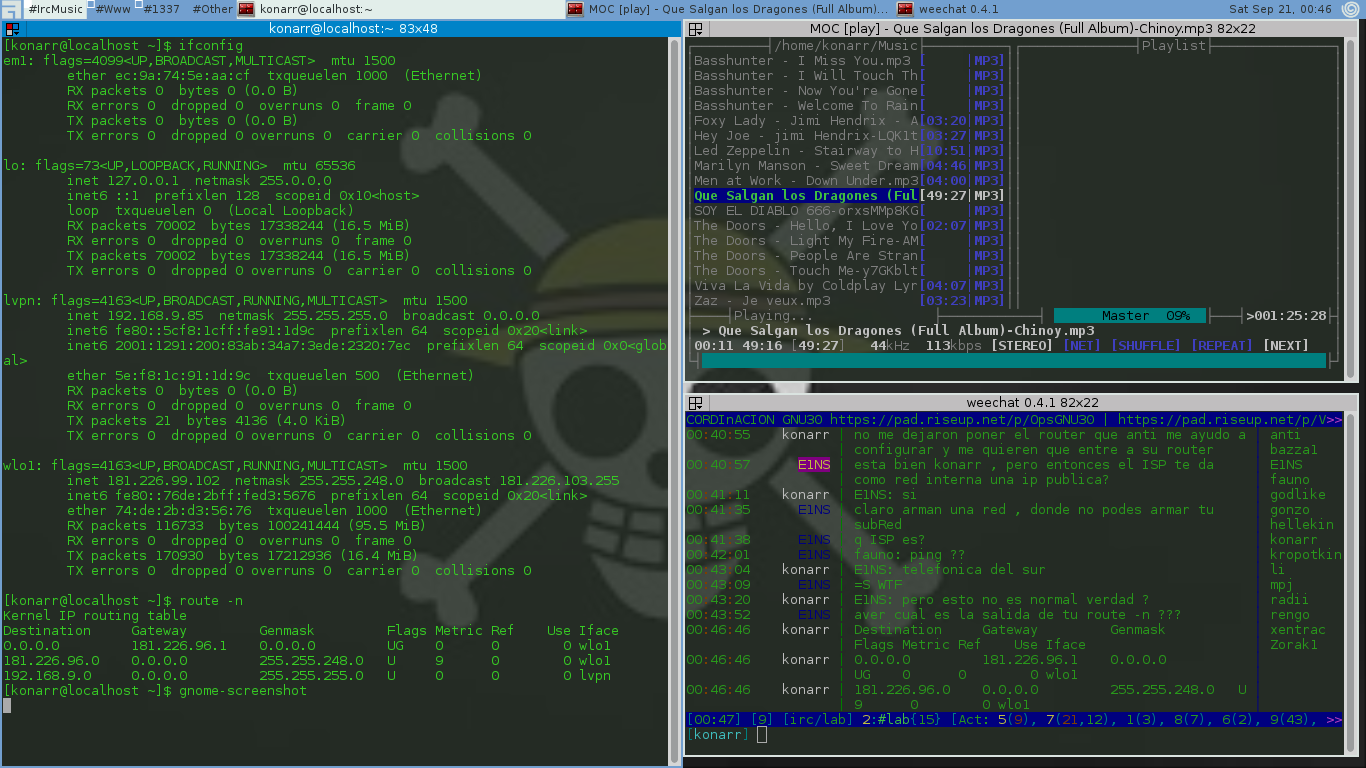 #IrcMusic #Www #1337 #Other konarr@localhost:~ MOC [play] - Que Salgan los Dragones (Full Album)... weechat 0.4.1 Sat Sep 21, 00:46
konarr@localhost:~ 83x48
[konarr@localhost ~]$ ifconfig
em1: flags=4099<UP,BROADCAST,MULTICAST>  mtu 1500
ether ec:9a:74:5e:aa:cf  txqueuelen 1000  (Ethernet)
RX packets 0  bytes 0 (0.0 B)
RX errors 0  dropped 0  overruns 0  frame 0
TX packets 0  bytes 0 (0.0 B)
TX errors 0  dropped 0 overruns 0  carrier 0  collisions 0
lo: flags=73<UP,LOOPBACK,RUNNING>  mtu 65536
inet 127.0.0.1  netmask 255.0.0.0
inet6 ::1  prefixlen 128  scopeid 0x10<host>
loop  txqueuelen 0  (Local Loopback)
RX packets 70002  bytes 17338244 (16.5 MiB)
RX errors 0  dropped 0  overruns 0  frame 0
TX packets 70002  bytes 17338244 (16.5 MiB)
TX errors 0  dropped 0 overruns 0  carrier 0  collisions 0
lvpn: flags=4163<UP,BROADCAST,RUNNING,MULTICAST>  mtu 1500
inet 192.168.9.85  netmask 255.255.255.0  broadcast 0.0.0.0
inet6 fe80::5cf8:1cff:fe91:1d9c  prefixlen 64  scopeid 0x20<link>
inet6 2001:1291:200:83ab:34a7:3ede:2320:7ec  prefixlen 64  scopeid 0x0<glob
al>
ether 5e:f8:1c:91:1d:9c  txqueuelen 500  (Ethernet)
RX packets 0  bytes 0 (0.0 B)
RX errors 0  dropped 0  overruns 0  frame 0
TX packets 21  bytes 4136 (4.0 KiB)
TX errors 0  dropped 0 overruns 0  carrier 0  collisions 0
wlo1: flags=4163<UP,BROADCAST,RUNNING,MULTICAST>  mtu 1500
inet 181.226.99.102  netmask 255.255.248.0  broadcast 181.226.103.255
inet6 fe80::76de:2bff:fed3:5676  prefixlen 64  scopeid 0x20<link>
ether 74:de:2b:d3:56:76  txqueuelen 1000  (Ethernet)
RX packets 116733  bytes 100241444 (95.5 MiB)
RX errors 0  dropped 0  overruns 0  frame 0
TX packets 170930  bytes 17212936 (16.4 MiB)
TX errors 0  dropped 0 overruns 0  carrier 0  collisions 0
[konarr@localhost ~]$ route -n
Kernel IP routing table
Destination     Gateway         Genmask         Flags Metric Ref    Use Iface
0.0.0.0         181.226.96.1    0.0.0.0         UG    0      0        0 wlo1
181.226.96.0    0.0.0.0         255.255.248.0   U     9      0        0 wlo1
192.168.9.0     0.0.0.0         255.255.255.0   U     0      0        0 lvpn
[konarr@localhost ~]$ gnome-screenshot
MOC [play] - Que Salgan los Dragones (Full Album)-Chinoy.mp3 82x22
/home/konarr/Music Playlist
Basshunter - I Miss You.mp3 [ |MP3]
Basshunter - I Will Touch Th[ |MP3]
Basshunter - Now You're Gone[ |MP3]
Basshunter - Welcome To Rain[ |MP3]
Foxy Lady - Jimi Hendrix - A[03:20|MP3]
Hey Joe - jimi Hendrix-LQK1t[03:27|MP3]
Led Zeppelin - Stairway to H[10:51|MP3]
Marilyn Manson - Sweet Dream[04:46|MP3]
Men at Work - Down Under.mp3[04:00|MP3]
Que Salgan los Dragones (Ful[49:27|MP3]
SOY EL DIABLO 666-orxsMMp8KG[ |MP3]
The Doors - Hello, I Love Yo[02:07|MP3]
The Doors - Light My Fire-AM[ |MP3]
The Doors - People Are Stran[ |MP3]
The Doors - Touch Me-y7GKblt[ |MP3]
Viva La Vida by Coldplay Lyr[04:07|MP3]
Zaz - Je veux.mp3 [03:23|MP3]
Playing... Master 09% >001:25:28
> Que Salgan los Dragones (Full Album)-Chinoy.mp3
00:11 49:16 [49:27] 44kHz 113kbps [STEREO] [NET] [SHUFFLE] [REPEAT] [NEXT]
weechat 0.4.1 82x22
CORDInACION GNU30 https://pad.riseup.net/p/OpsGNU30 | https://pad.riseup.net/p/V>>
00:40:55 konarr | no me dejaron poner el router que anti me ayudo a | anti
configurar y me quieren que entre a su router | bazza1
00:40:57 E1NS | esta bien konarr , pero entonces el ISP te da | E1NS
como red interna una ip publica? | fauno
00:41:11 konarr | E1NS: si | godlike
00:41:35 E1NS | claro arman una red , donde no podes armar tu | gonzo
subRed | hellekin
00:41:38 E1NS | q ISP es? | konarr
00:42:01 E1NS | fauno: ping ?? | kropotkin
00:43:04 konarr | E1NS: telefonica del sur | li
00:43:09 E1NS | =S WTF | mpj
00:43:20 konarr | E1NS: pero esto no es normal verdad ? | radii
00:43:52 E1NS | aver cual es la salida de tu route -n ??? | rengo
00:46:46 konarr | Destination     Gateway         Genmask | xentrac
Flags Metric Ref    Use Iface | Zorak1
00:46:46 konarr | 0.0.0.0         181.226.96.1    0.0.0.0
UG    0      0        0 wlo1
00:46:46 konarr | 181.226.96.0    0.0.0.0         255.255.248.0   U
9      0        0 wlo1
[00:47] [9] [irc/lab] 2:#lab{15} [Act: 5(9), 7(21,12), 1(3), 8(7), 6(2), 9(43), >>
[konarr]